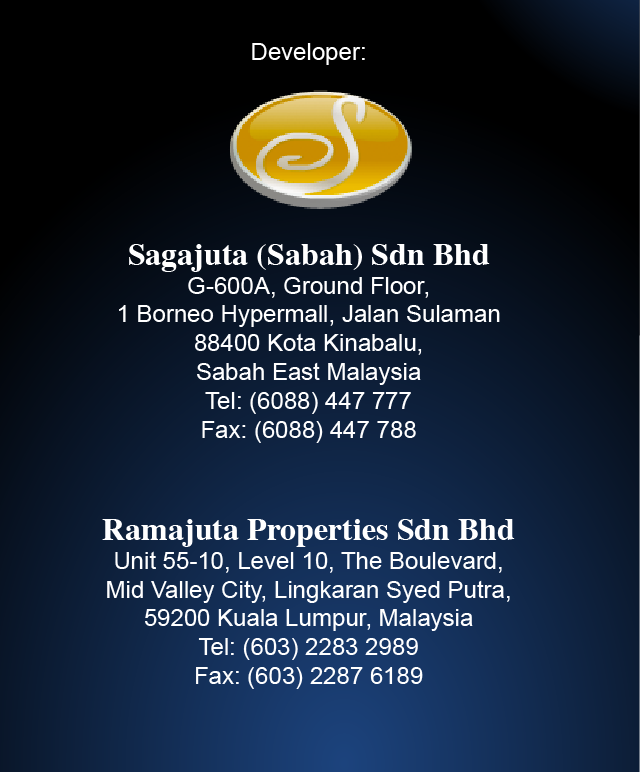 Developer:
Sagajuta (Sabah) Sdn Bhd
G-600A, Ground Floor,
1 Borneo Hypermall, Jalan Sulaman
88400 Kota Kinabalu,
Sabah East Malaysia
Tel: (6088) 447 777
Fax: (6088) 447 788
Ramajuta Properties Sdn Bhd
Unit 55-10, Level 10, The Boulevard,
Mid Valley City, Lingkaran Syed Putra,
59200 Kuala Lumpur, Malaysia
Tel: (603) 2283 2989
Fax: (603) 2287 6189